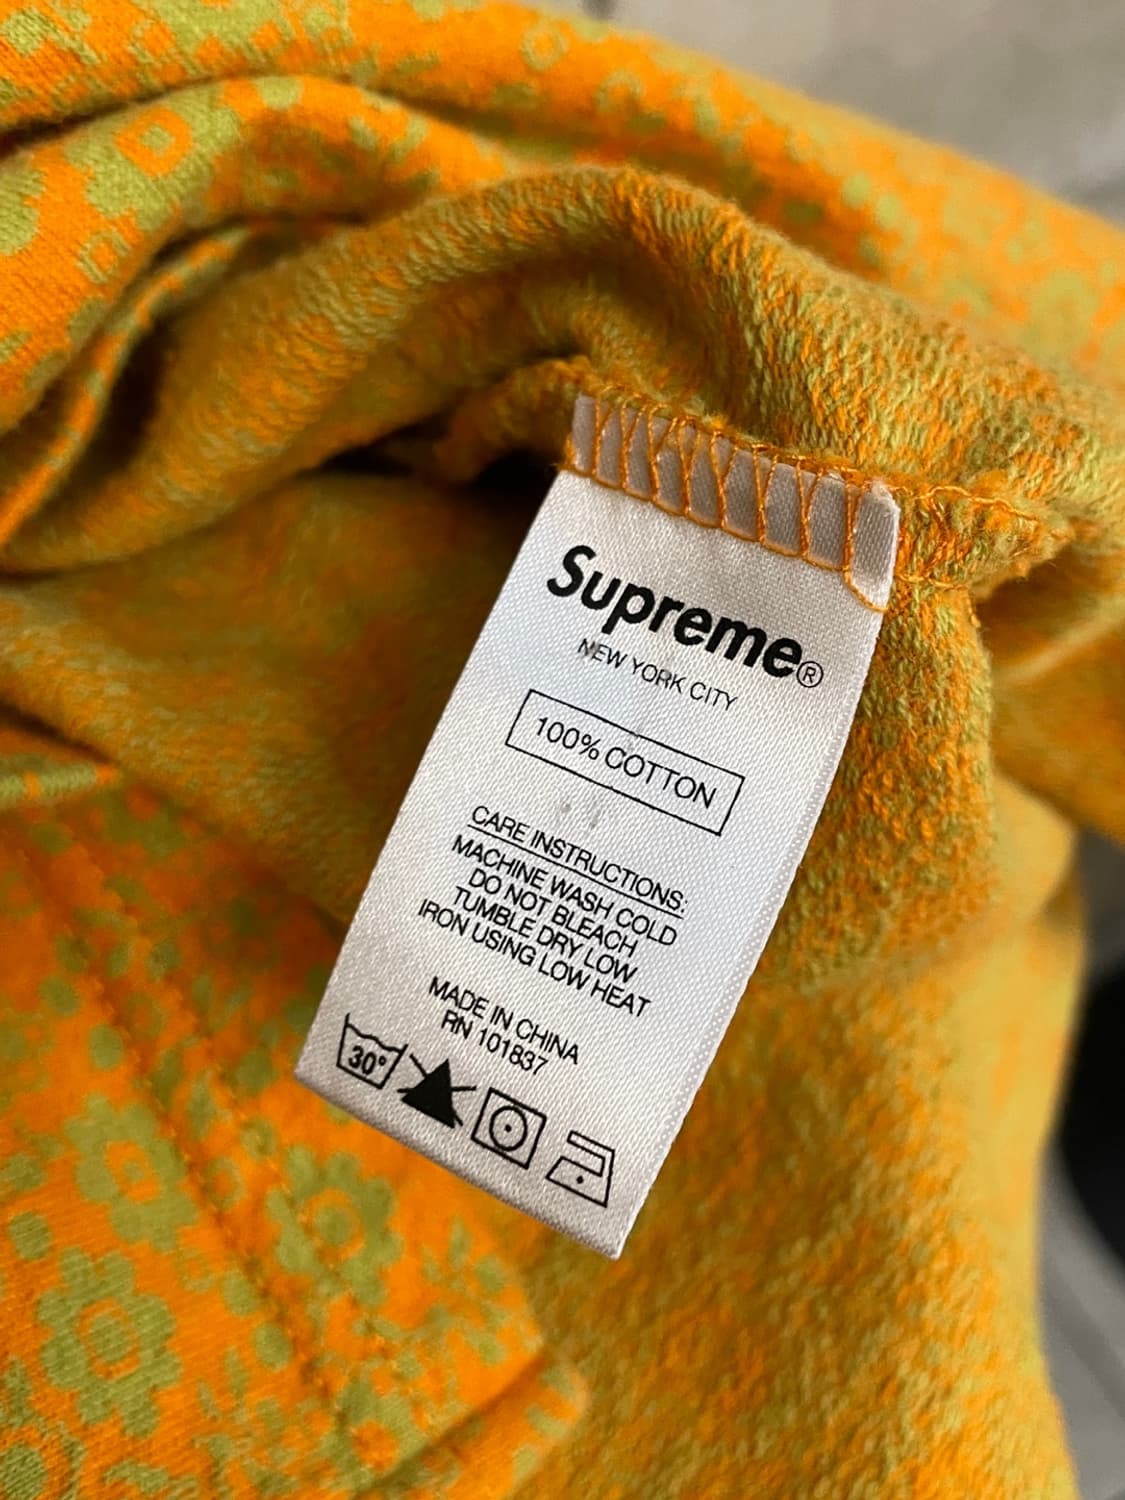 Supreme®
NEW YORK CITY
100% COTTON
CARE INSTRUCTIONS:
MACHINE WASH COLD
DO NOT BLEACH
TUMBLE DRY LOW
IRON USING LOW HEAT
MADE IN CHINA
RN 101837
30°